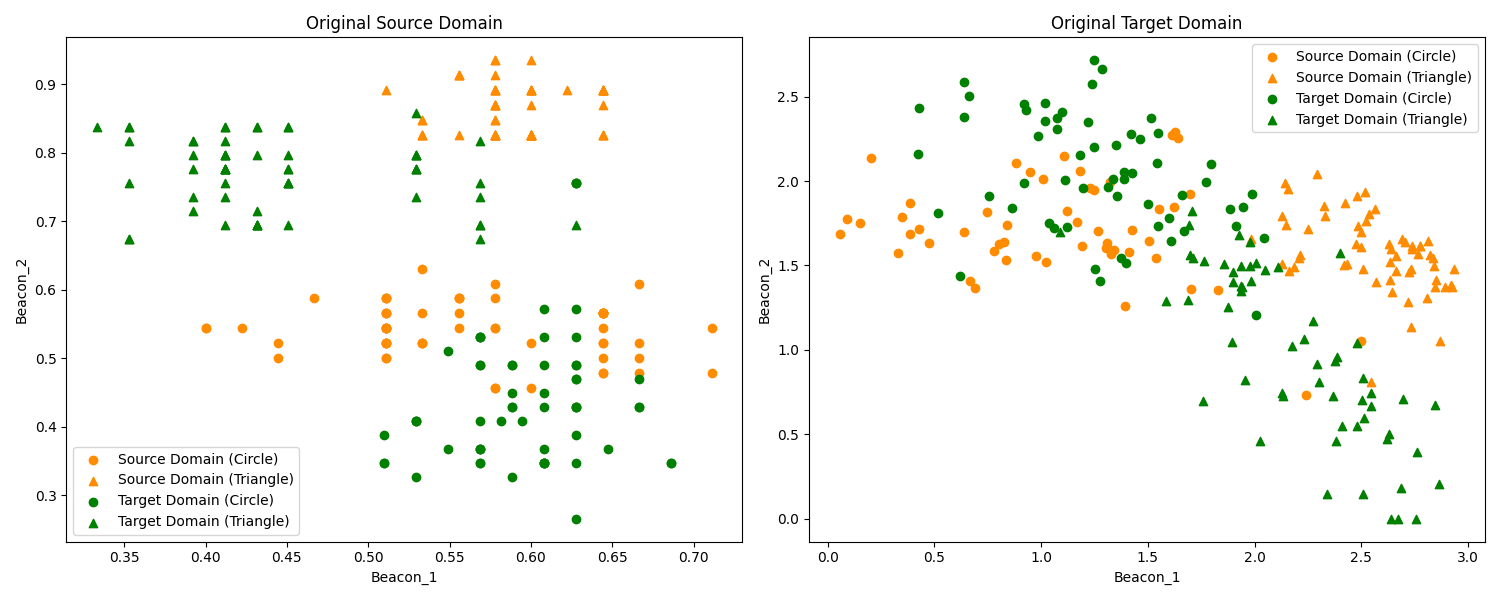 Original Source Domain
Beacon_2
0.9
0.8
0.7
0.6
0.5
0.4
0.3
Source Domain (Circle)
Source Domain (Triangle)
Target Domain (Circle)
Target Domain (Triangle)
0.35
0.40
0.45
0.50
0.55
0.60
0.65
0.70
Beacon_1
Original Target Domain
Beacon_2
Source Domain (Circle)
Source Domain (Triangle)
Target Domain (Circle)
Target Domain (Triangle)
2.5
2.0
1.5
1.0
0.5
0.0
0.0
0.5
1.0
1.5
2.0
2.5
3.0
Beacon_1